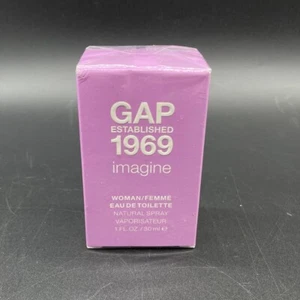 GAP
ESTABLISHED
1969
imagine
WOMAN/FEMME
EAU DE TOILETTE
NATURAL SPRAY
VAPORISATEUR